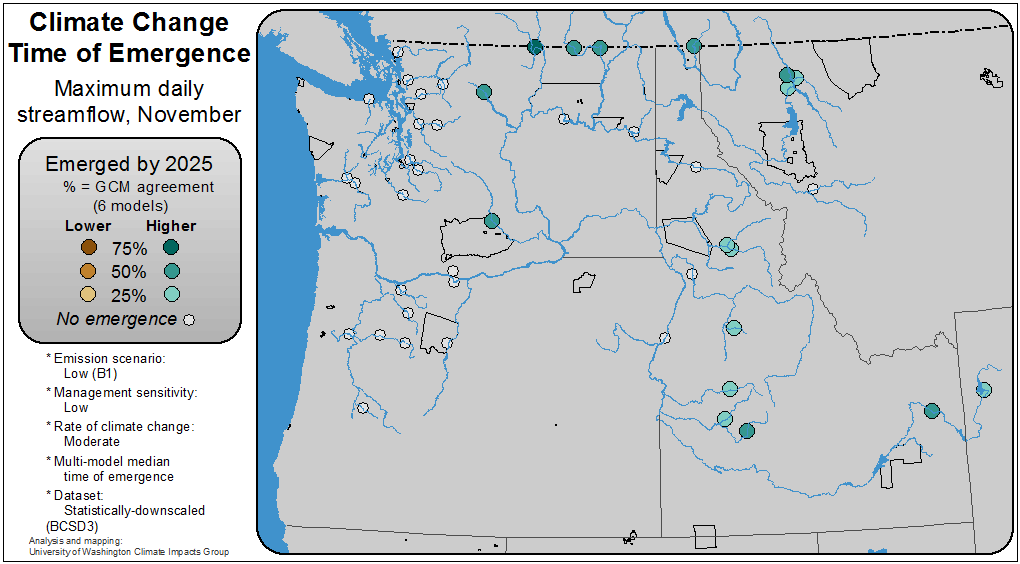 Climate Change
Time of Emergence
Maximum daily
streamflow, November
Emerged by 2025
% = GCM agreement
(6 models)
Lower Higher
75%
50%
25%
No emergence
* Emission scenario:
Low (B1)
* Management sensitivity:
Low
* Rate of climate change:
Moderate
* Multi-model median
time of emergence
* Dataset:
Statistically-downscaled
(BCSD3)
Analysis and mapping:
University of Washington Climate Impacts Group